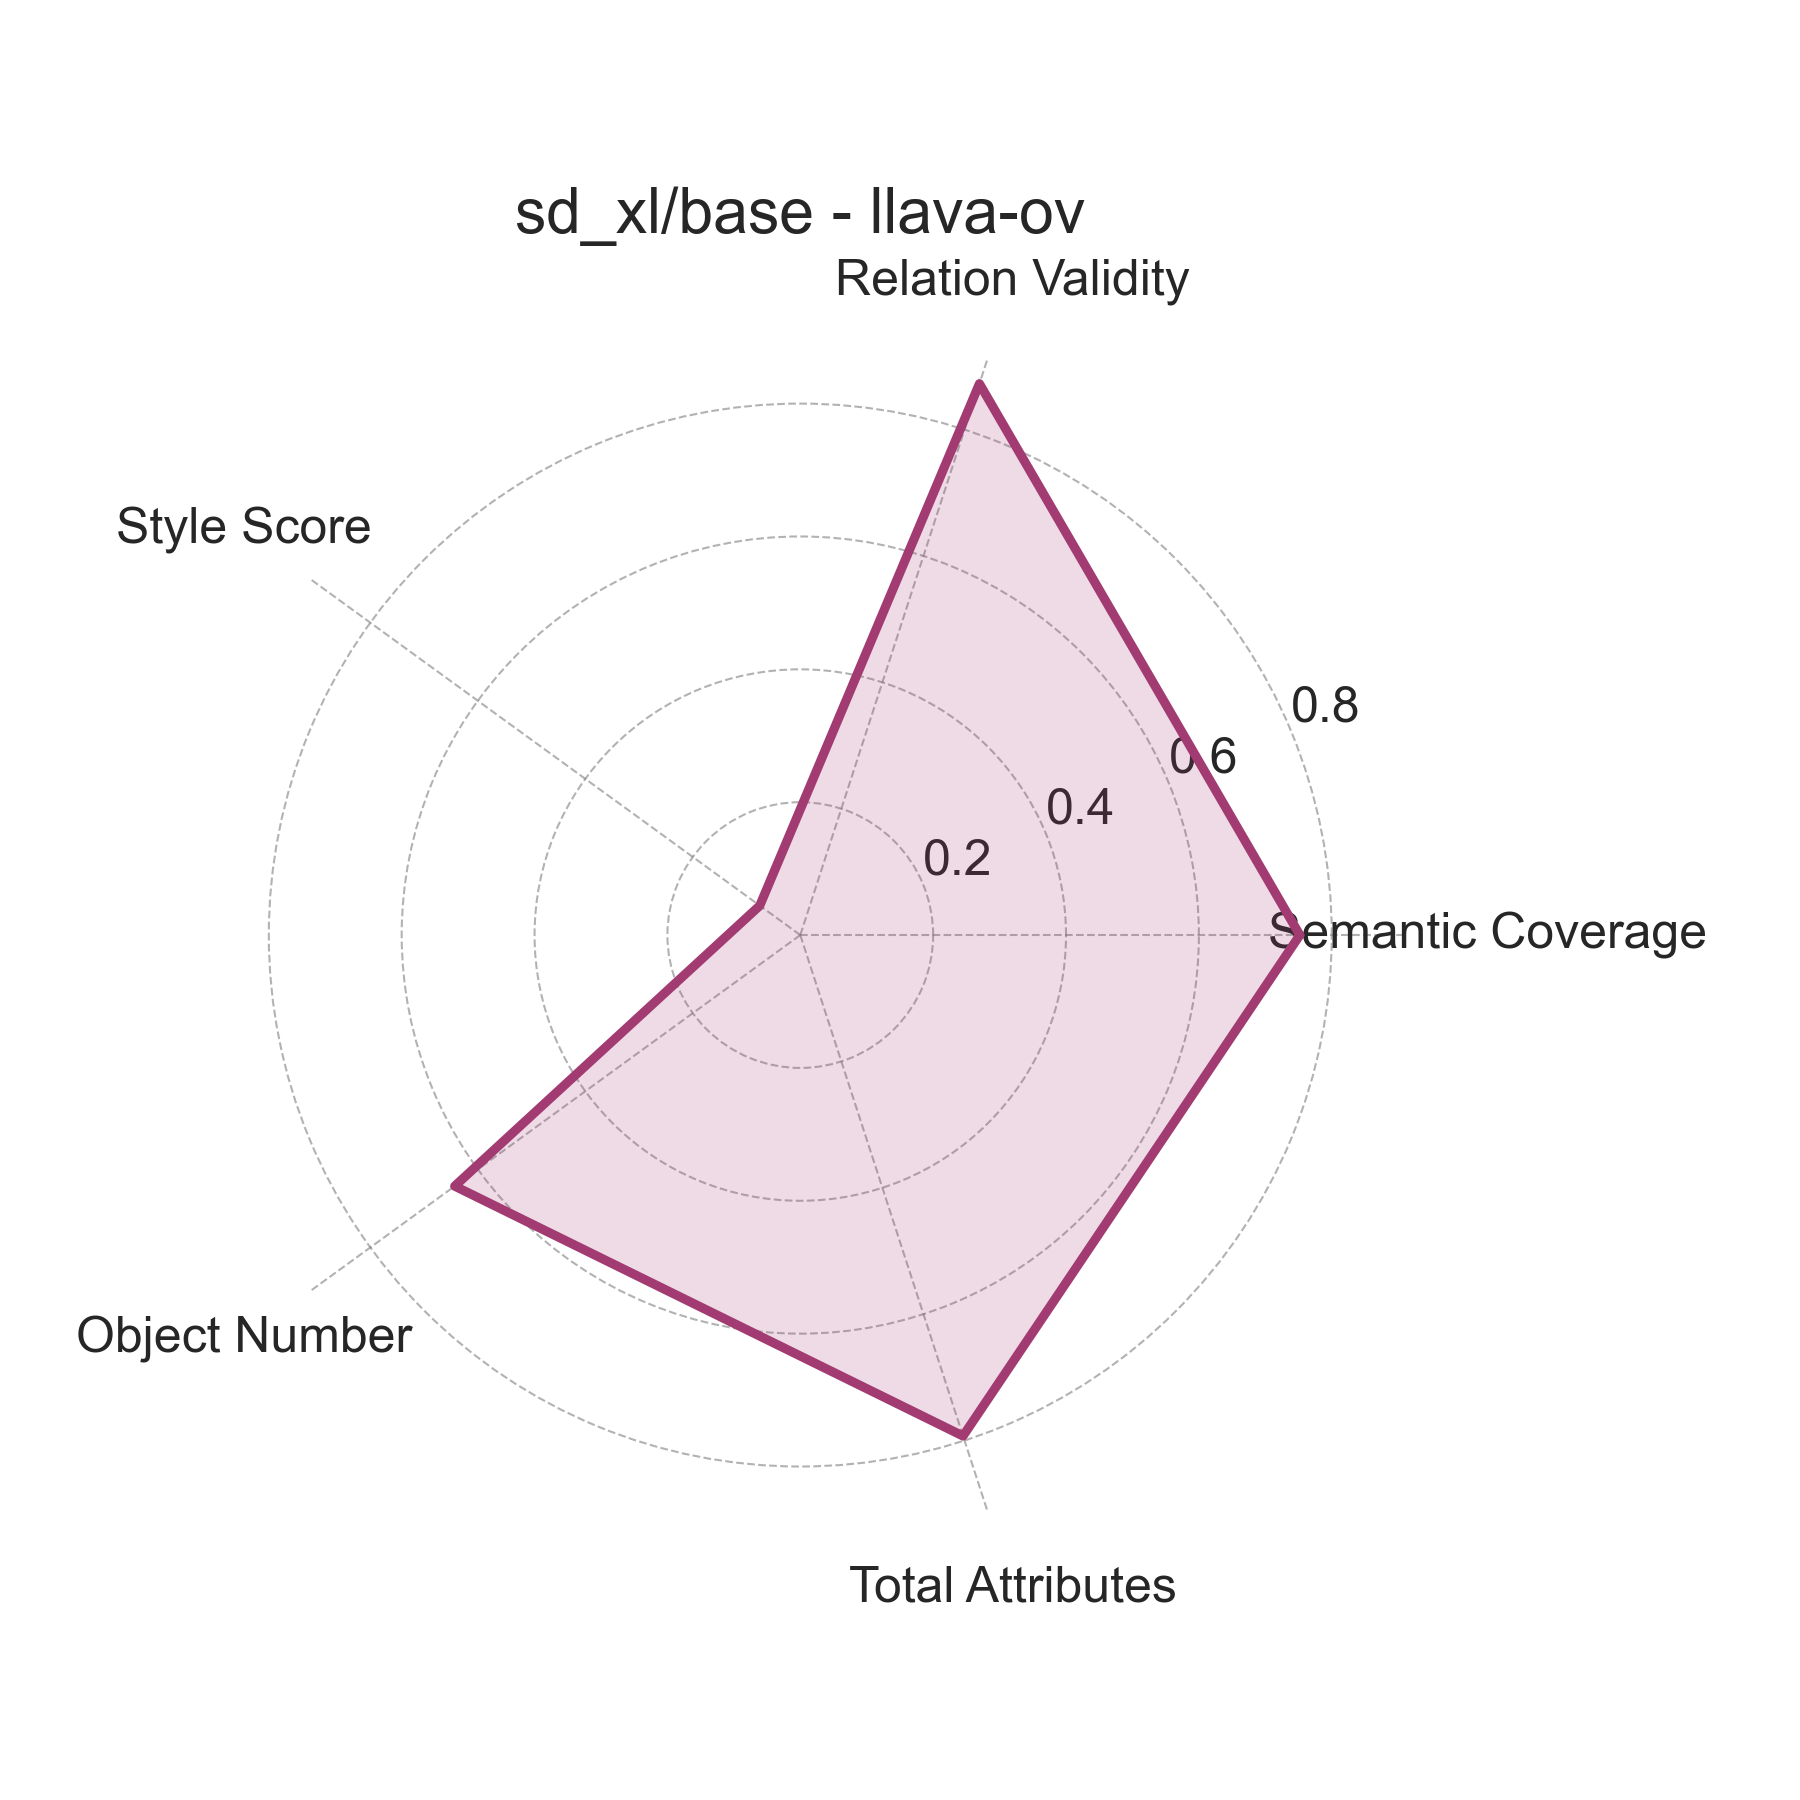 sd_xl/base - llava-ov
Relation Validity
Style Score
0.8
0.6
0.4
0.2
Semantic Coverage
Object Number
Total Attributes